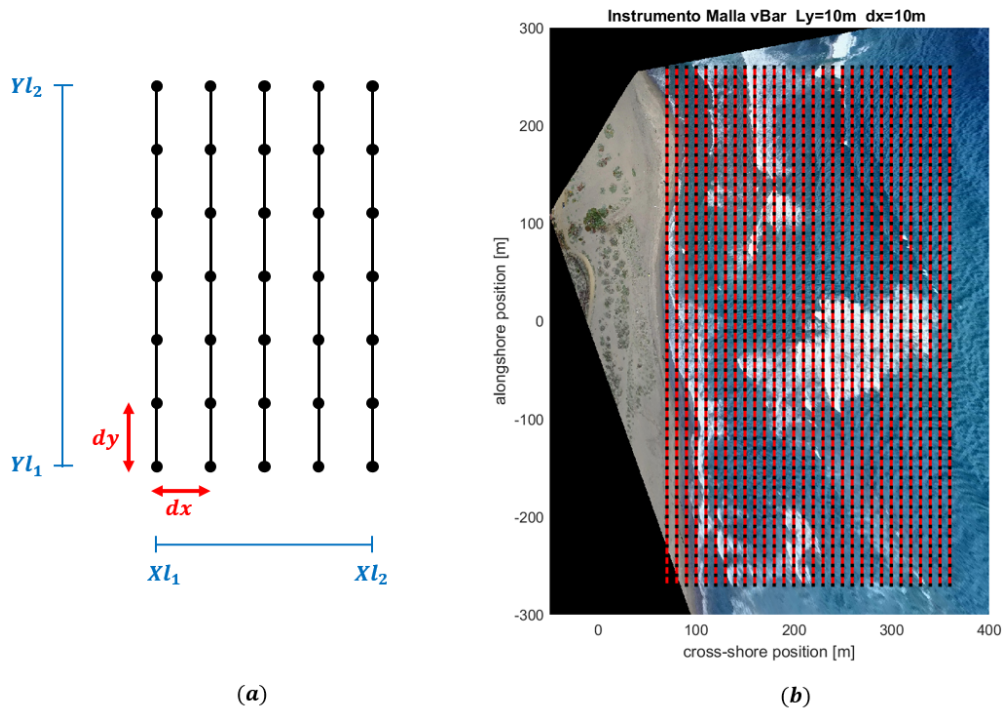 Yl₂
dy
Yl₁
dx
Xl₁
Xl₂
(a)
Instrumento Malla vBar Ly=10m dx=10m
300
200
100
0
-100
-200
-300
alongshore position [m]
0
100
200
300
400
cross-shore position [m]
(b)